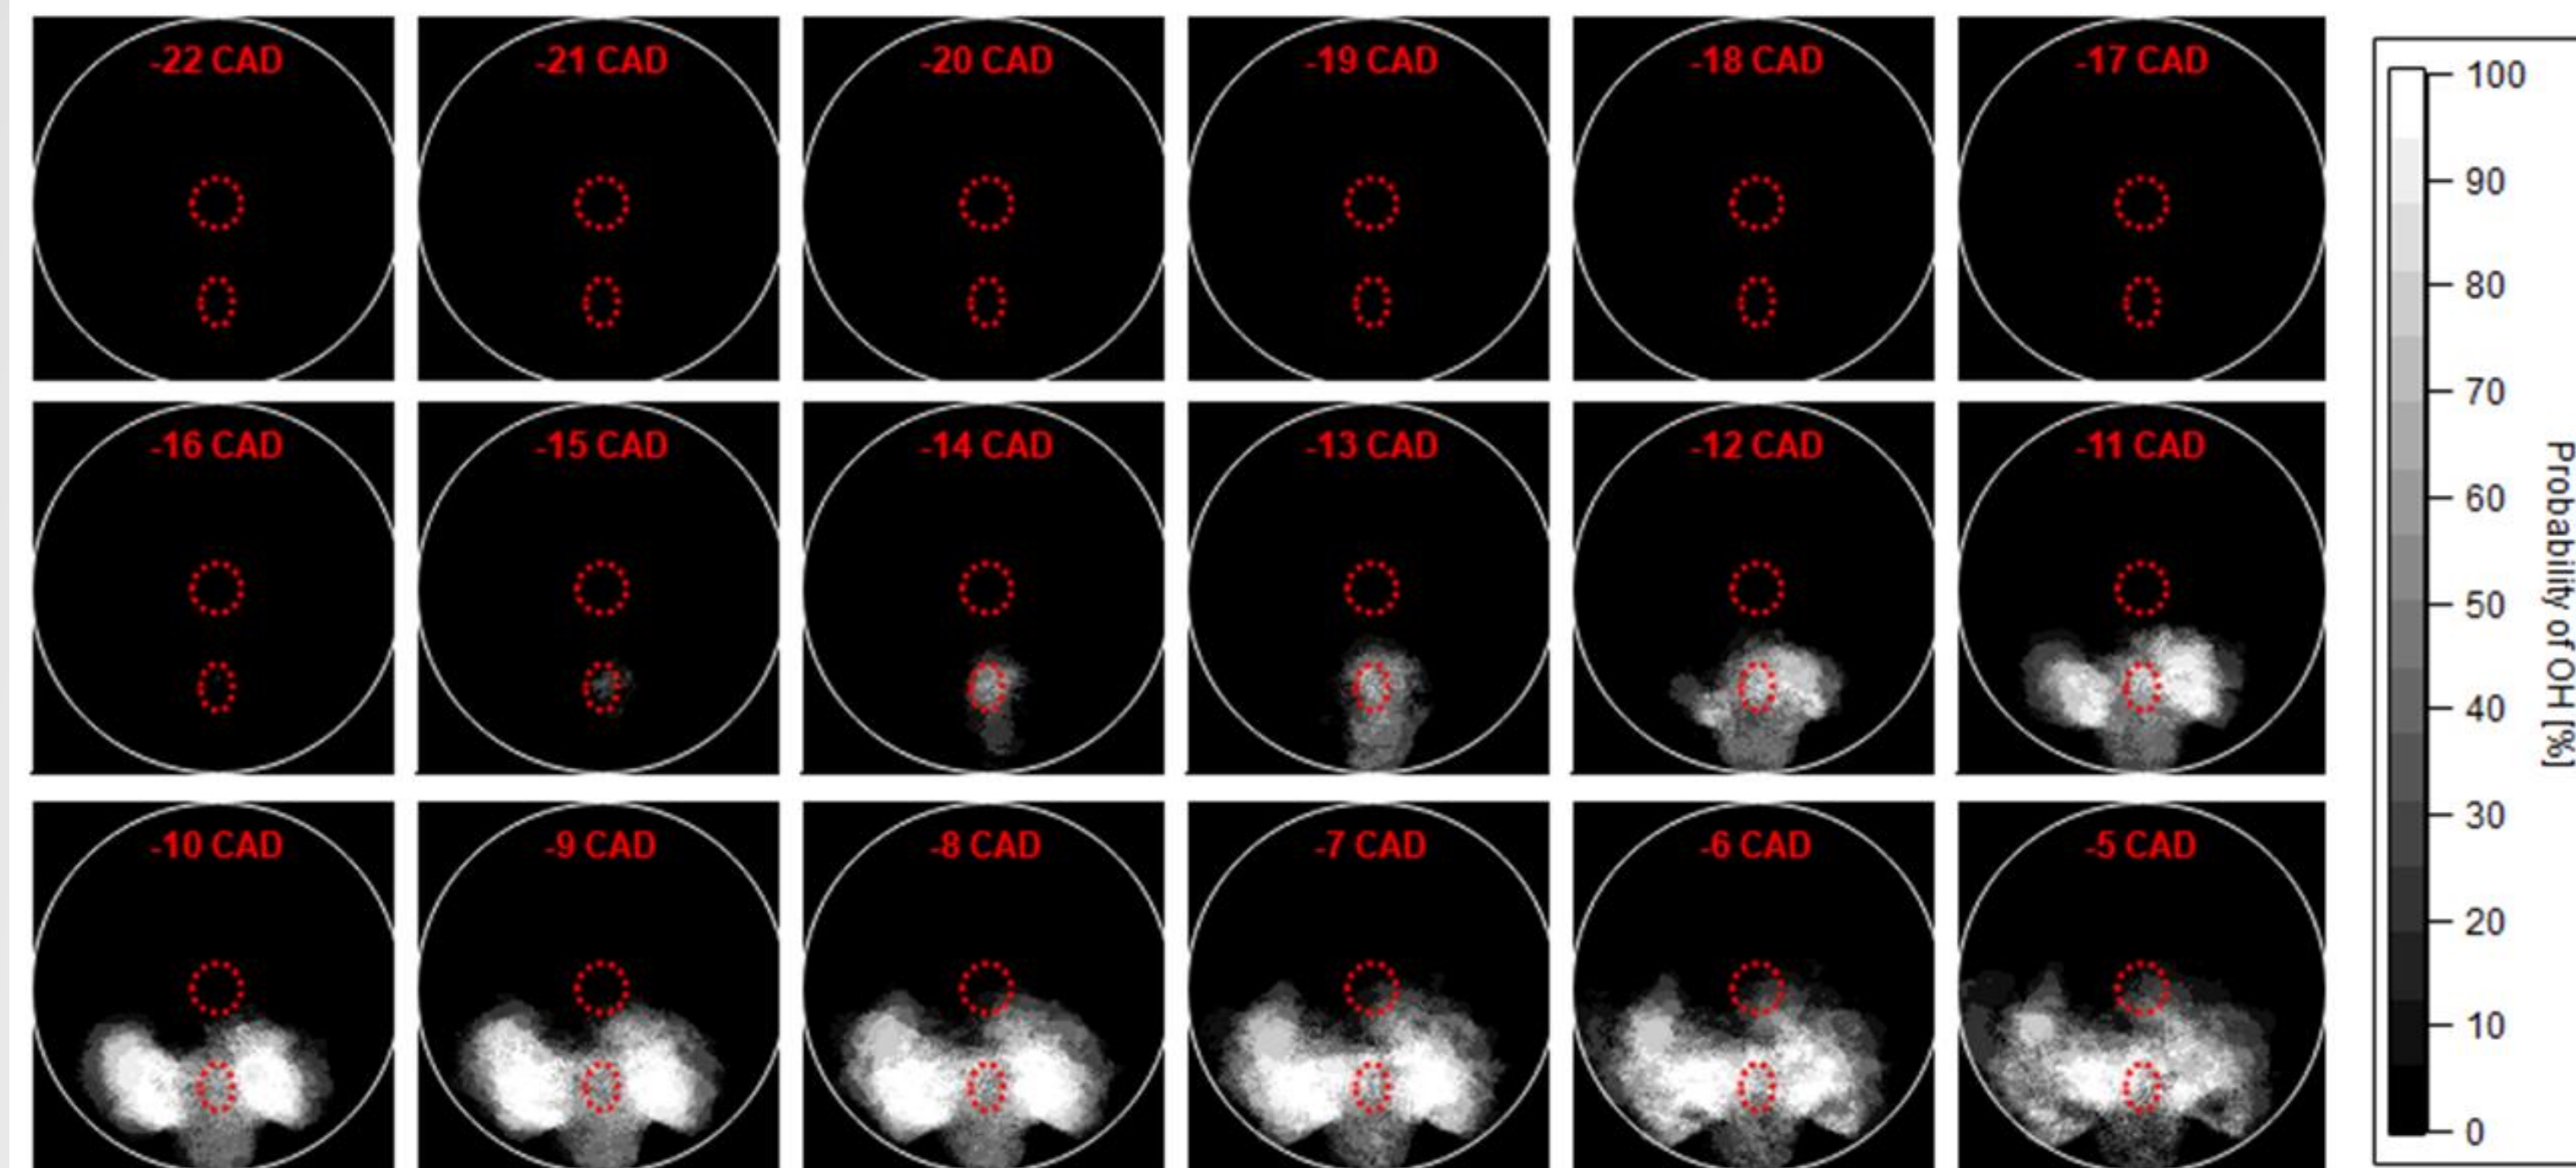 -22 CAD
-21 CAD
-20 CAD
-19 CAD
-18 CAD
-17 CAD
-16 CAD
-15 CAD
-14 CAD
-13 CAD
-12 CAD
-11 CAD
-10 CAD
-9 CAD
-8 CAD
-7 CAD
-6 CAD
-5 CAD
100
90
80
70
60
50
40
30
20
10
0
Probability of OH [%]